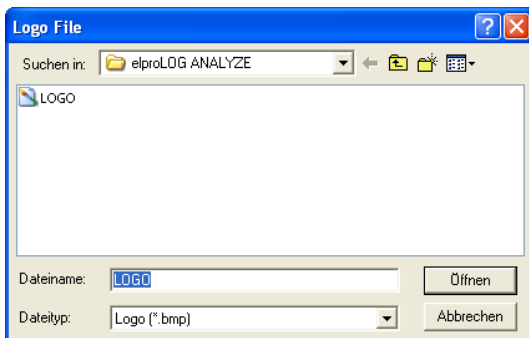 Logo File
Suchen in: elproLOG ANALYZE
LOGO
Dateiname: LOGO Öffnen
Dateityp: Logo (*.bmp) Abbrechen